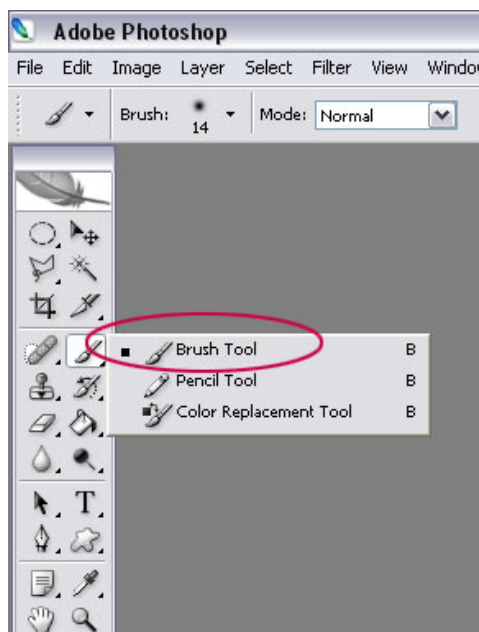 Adobe Photoshop
File Edit Image Layer Select Filter View Windo
Brush: 14 Mode: Normal
Brush Tool B
Pencil Tool B
Color Replacement Tool B
T